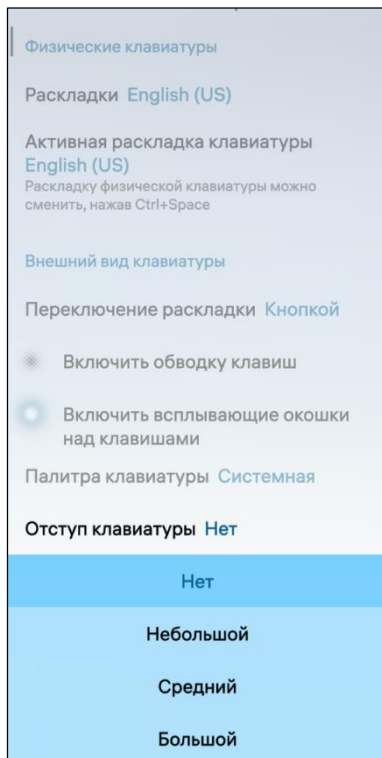 Физические клавиатуры
Раскладки English (US)
Активная раскладка клавиатуры
English (US)
Раскладку физической клавиатуры можно
сменить, нажав Ctrl+Space
Внешний вид клавиатуры
Переключение раскладки Кнопкой
Включить обводку клавиш
Включить всплывающие окошки
над клавишами
Палитра клавиатуры Системная
Отступ клавиатуры Нет
Нет
Небольшой
Средний
Большой